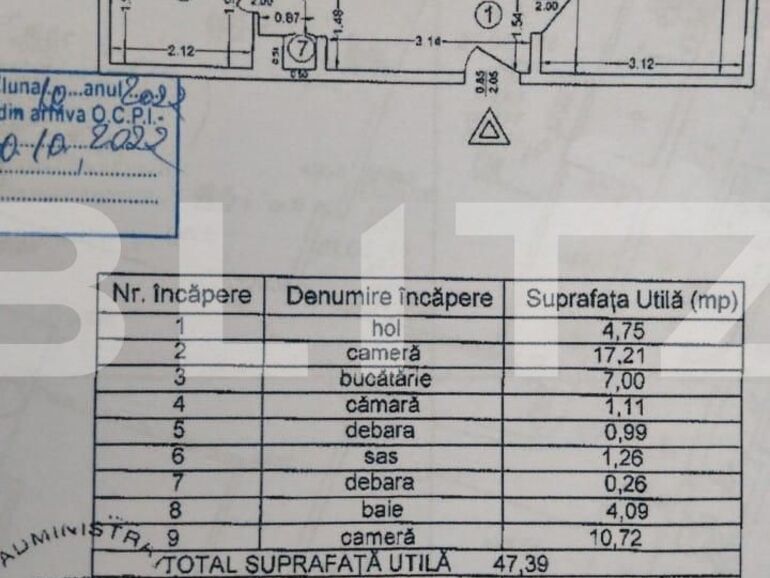 2.00
0.87
1.48
1
1.54
2.00
2.12
7
0.51
0.50
3.14
0.85
2.05
3.12
luna 10 anul 2022
din arhiva O.C.P.I.-
0.10.2022
BLITZ
Nr. încăpere Denumire încăpere Suprafața Utilă (mp)
1 hol 4,75
2 cameră 17,21
3 bucătărie 7,00
4 cămară 1,11
5 debara 0,99
6 sas 1,26
7 debara 0,26
8 baie 4,09
9 cameră 10,72
TOTAL SUPRAFAȚĂ UTILĂ 47,39
ADMINISTRA